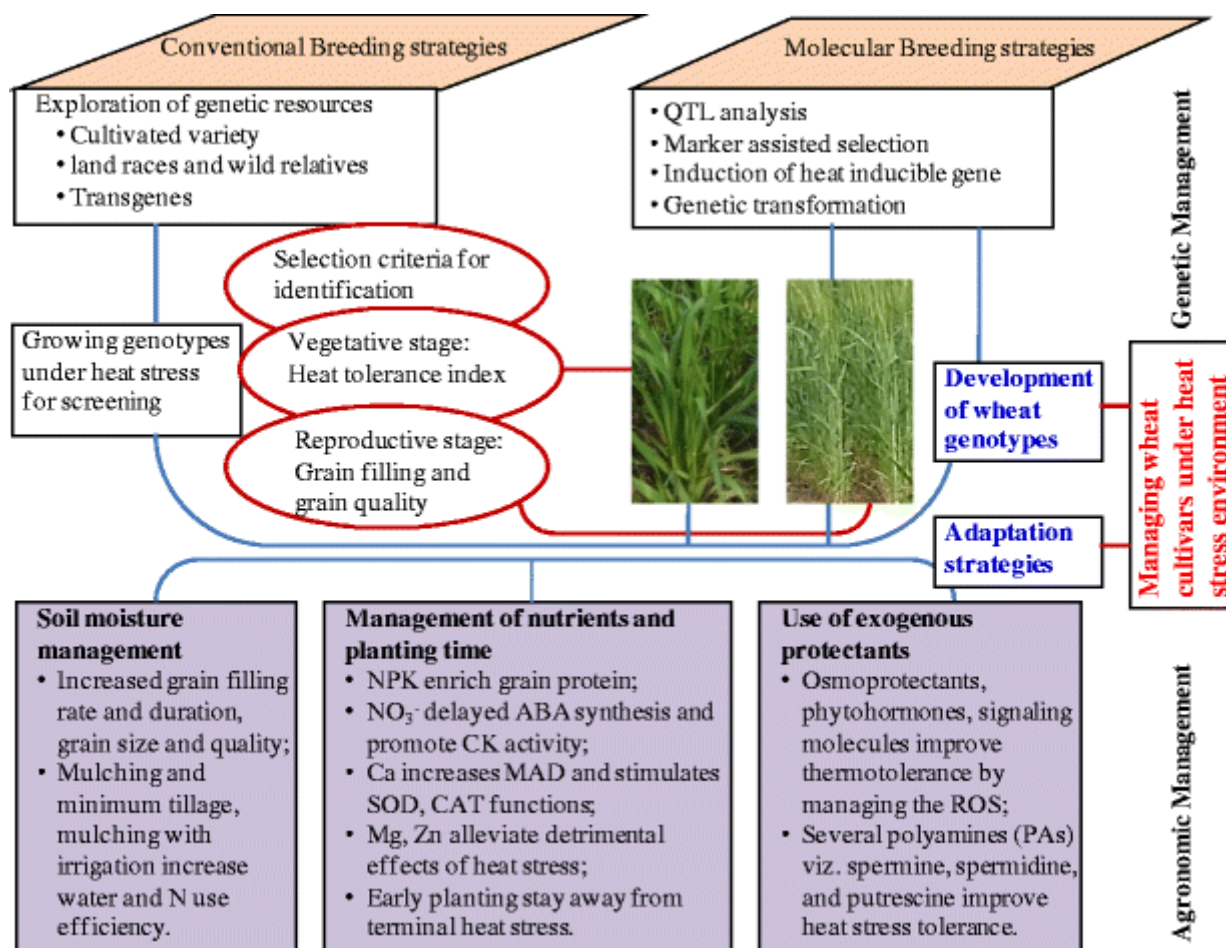 Conventional Breeding strategies
Molecular Breeding strategies
Exploration of genetic resources
• Cultivated variety
• land races and wild relatives
• Transgenes
• QTL analysis
• Marker assisted selection
• Induction of heat inducible gene
• Genetic transformation
Genetic Management
Selection criteria for
identification
Growing genotypes
under heat stress
for screening
Vegetative stage:
Heat tolerance index
Reproductive stage:
Grain filling and
grain quality
Development
of wheat
genotypes
Adaptation
strategies
Managing wheat
cultivars under heat
stress environment
Soil moisture
management
• Increased grain filling
rate and duration,
grain size and quality;
• Mulching and
minimum tillage,
mulching with
irrigation increase
water and N use
efficiency.
Management of nutrients and
planting time
• NPK enrich grain protein;
• NO₃⁻ delayed ABA synthesis and
promote CK activity;
• Ca increases MAD and stimulates
SOD, CAT functions;
• Mg, Zn alleviate detrimental
effects of heat stress;
• Early planting stay away from
terminal heat stress.
Use of exogenous
protectants
• Osmoprotectants,
phytohormones, signaling
molecules improve
thermotolerance by
managing the ROS;
• Several polyamines (PAs)
viz. spermine, spermidine,
and putrescine improve
heat stress tolerance.
Agronomic Management